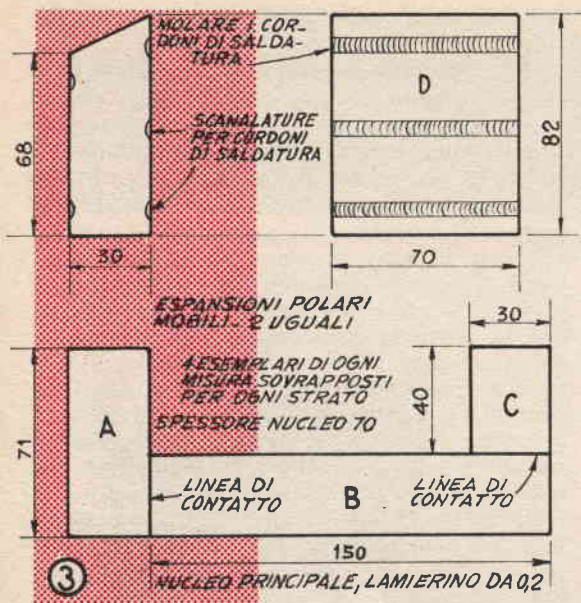 MOLARE I COR-
DONI DI SALDA-
TURA
D
82
68
SCANALATURE
PER CORDONI
DI SALDATURA
30
70
ESPANSIONI POLARI
MOBILI - 2 UGUALI
30
4 ESEMPLARI DI OGNI
MISURA SOVRAPPOSTI
PER OGNI STRATO
SPESSORE NUCLEO 70
71
A
40
C
LINEA DI
CONTATTO
B
LINEA DI
CONTATTO
150
3
NUCLEO PRINCIPALE, LAMIERINO DA 0,2